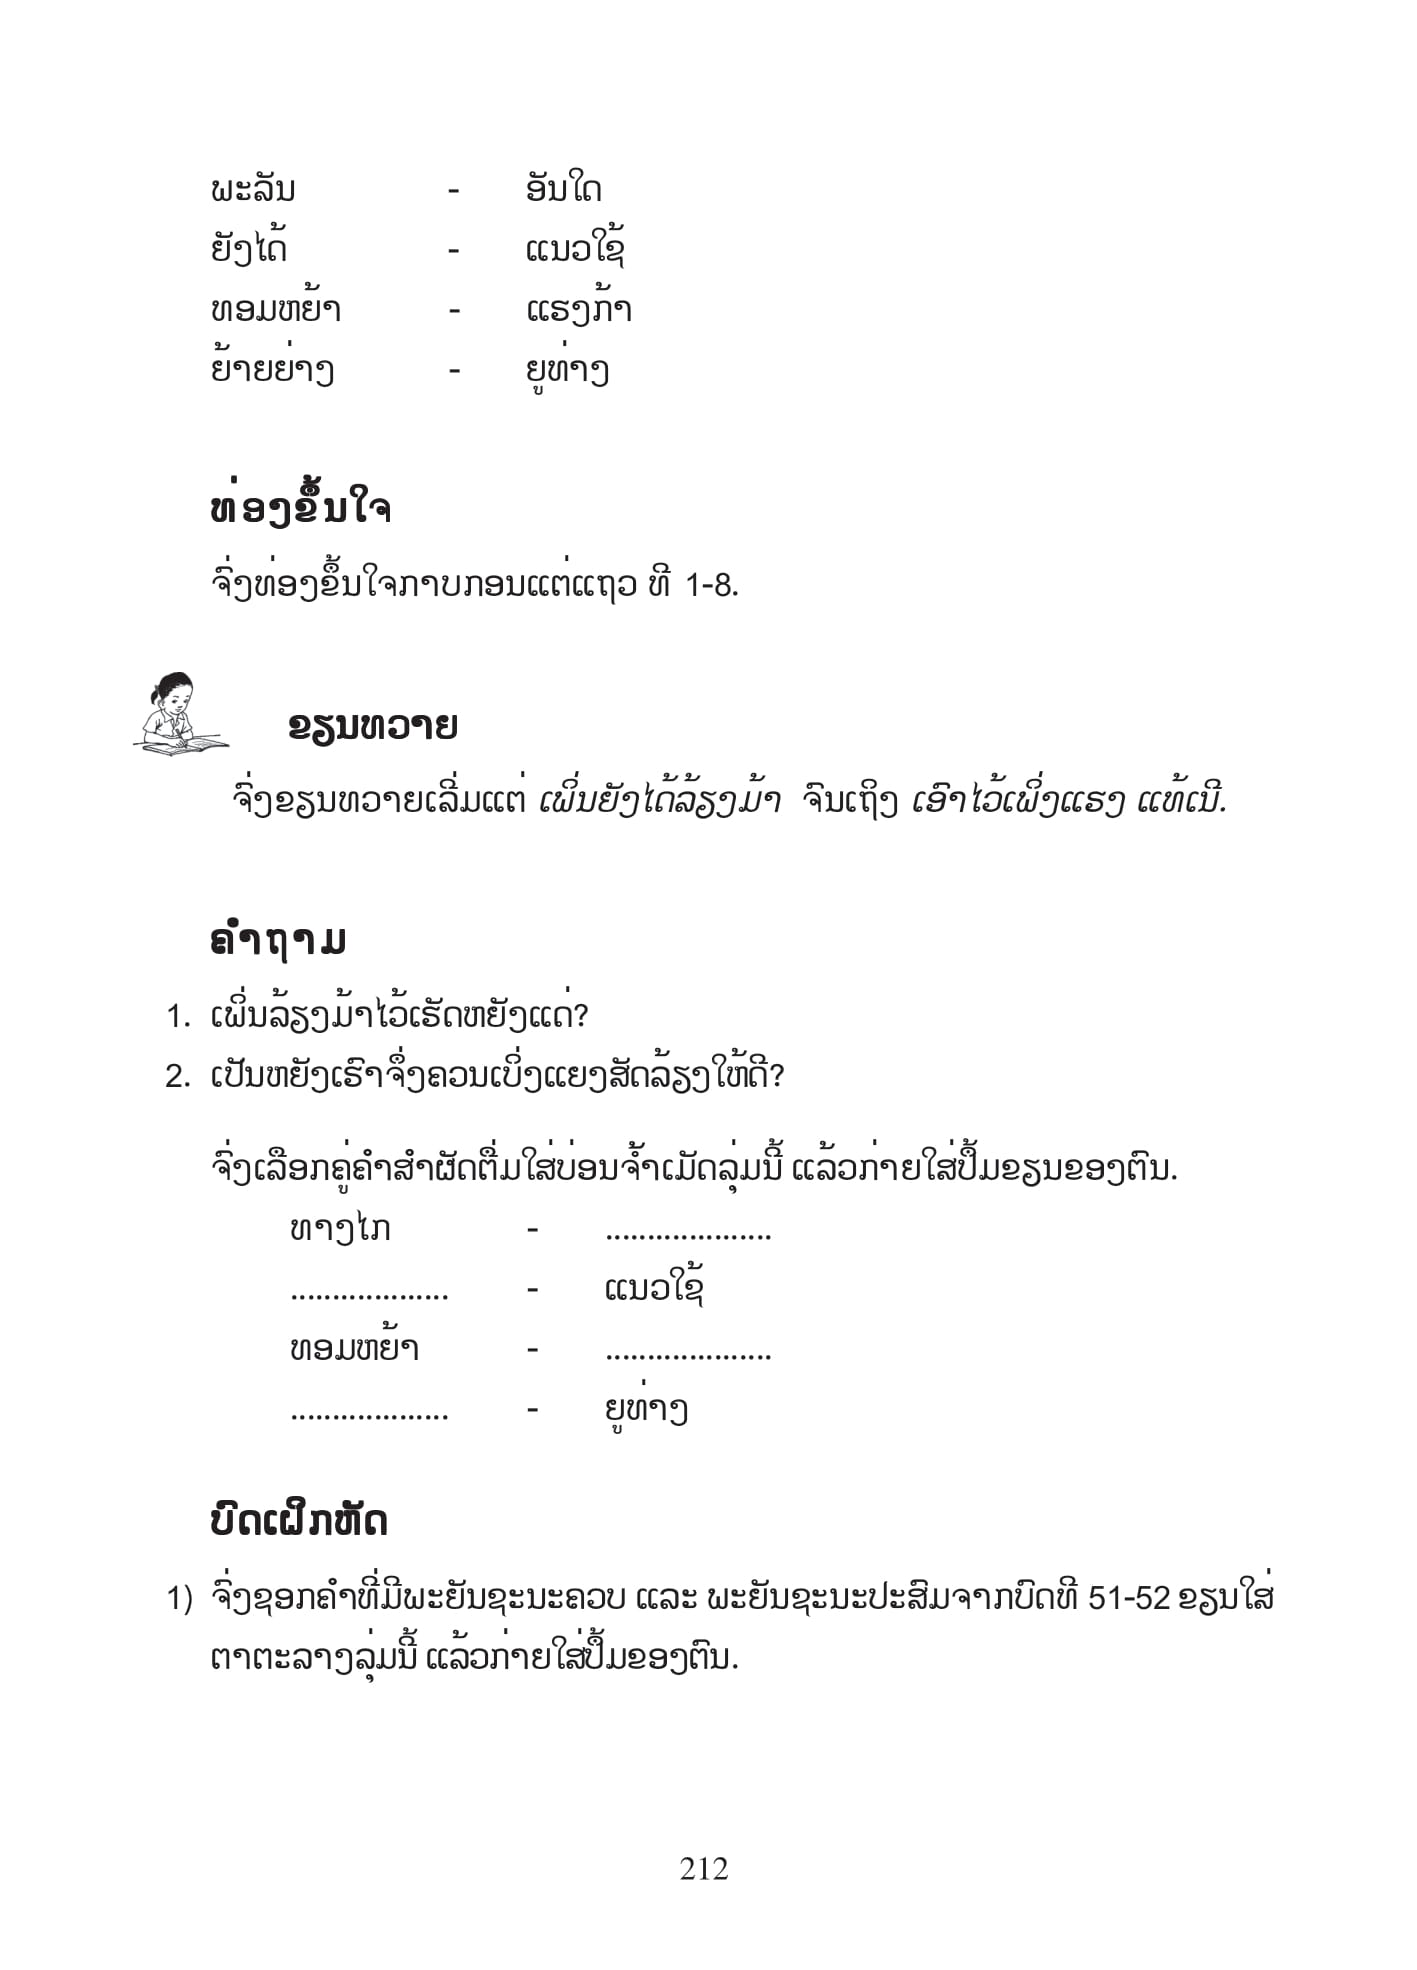 ພະລັນ - ອັນໃດ
ຍັງໄດ້ - ແນວໃຊ້
ທອມຫຍ້າ - ແຮງກ້າ
ຍ້າຍຍ່າງ - ຍູທ່າງ
ທ່ອງຂຶ້ນໃຈ
ຈົ່ງທ່ອງຂຶ້ນໃຈກາບກອນແຕ່ແຖວ ທີ 1-8.
ຂຽນທວາຍ
ຈົ່ງຂຽນທວາຍເລີ່ມແຕ່ ເພິ່ນຍັງໄດ້ລ້ຽງມ້າ ຈົນເຖິງ ເອົາໄວ້ເພິ່ງແຮງ ແທ້ເນີ.
ຄຳຖາມ
1. ເພິ່ນລ້ຽງມ້າໄວ້ເຮັດຫຍັງແດ່?
2. ເປັນຫຍັງເຮົາຈຶ່ງຄວນເບິ່ງແຍງສັດລ້ຽງໃຫ້ດີ?
ຈົ່ງເລືອກຄູ່ຄຳສຳຜັດຕື່ມໃສ່ບ່ອນຈ້ຳເມັດລຸ່ມນີ້ ແລ້ວກ່າຍໃສ່ປຶ້ມຂຽນຂອງຕົນ.
ທາງໄກ - ....................
................... - ແນວໃຊ້
ທອມຫຍ້າ - ....................
................... - ຍູທ່າງ
ບົດເຝິກຫັດ
1) ຈົ່ງຊອກຄຳທີ່ມີພະຍັນຊະນະຄວບ ແລະ ພະຍັນຊະນະປະສົມຈາກບົດທີ 51-52 ຂຽນໃສ່
ຕາຕະລາງລຸ່ມນີ້ ແລ້ວກ່າຍໃສ່ປຶ້ມຂອງຕົນ.
212